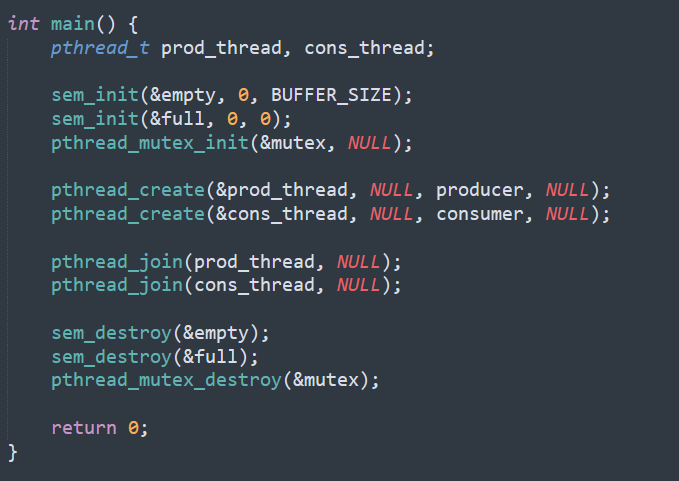 int main() {
    pthread_t prod_thread, cons_thread;

    sem_init(&empty, 0, BUFFER_SIZE);
    sem_init(&full, 0, 0);
    pthread_mutex_init(&mutex, NULL);

    pthread_create(&prod_thread, NULL, producer, NULL);
    pthread_create(&cons_thread, NULL, consumer, NULL);

    pthread_join(prod_thread, NULL);
    pthread_join(cons_thread, NULL);

    sem_destroy(&empty);
    sem_destroy(&full);
    pthread_mutex_destroy(&mutex);

    return 0;
}